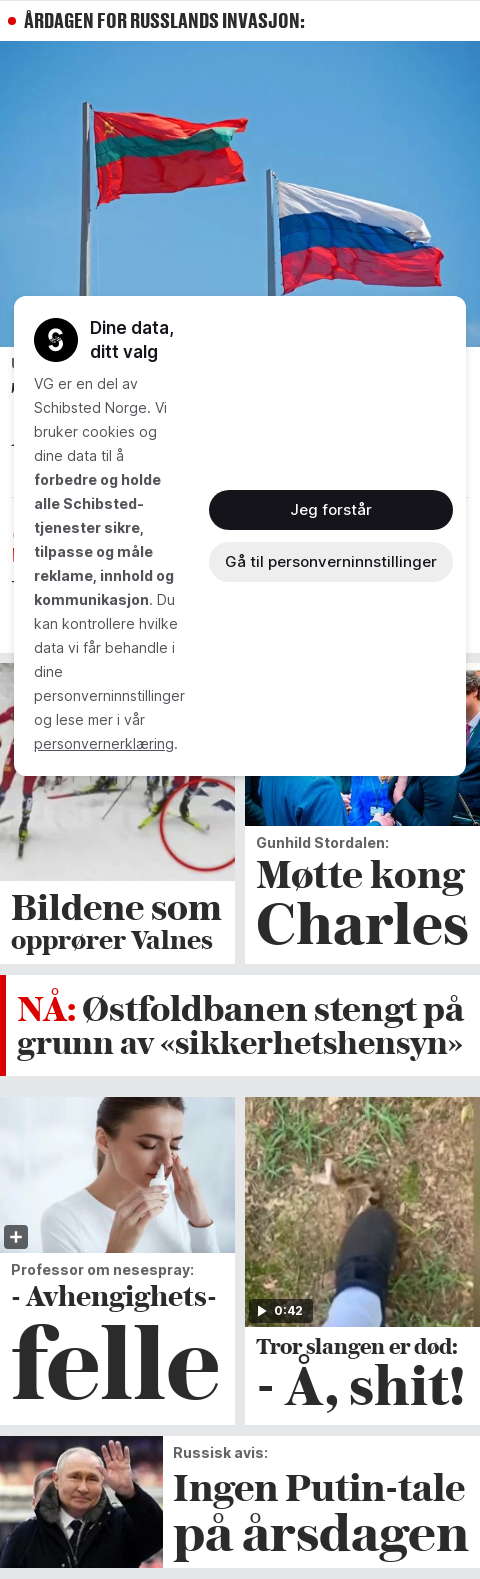 ÅRDAGEN FOR RUSSLANDS INVASJON:
Dine data,
ditt valg
VG er en del av
Schibsted Norge. Vi
bruker cookies og
dine data til å
forbedre og holde
alle Schibsted-
tjenester sikre,
tilpasse og måle
reklame, innhold og
kommunikasjon. Du
kan kontrollere hvilke
data vi får behandle i
dine
personverninnstillinger
og lese mer i vår
personvernerklæring.
Jeg forstår
Gå til personverninnstillinger
Bildene som
opprører Valnes
Gunhild Stordalen:
Møtte kong
Charles
NÅ: Østfoldbanen stengt på
grunn av «sikkerhetshensyn»
Professor om nesespray:
- Avhengighets-
felle
0:42
Tror slangen er død:
- Å, shit!
Russisk avis:
Ingen Putin-tale
på årsdagen